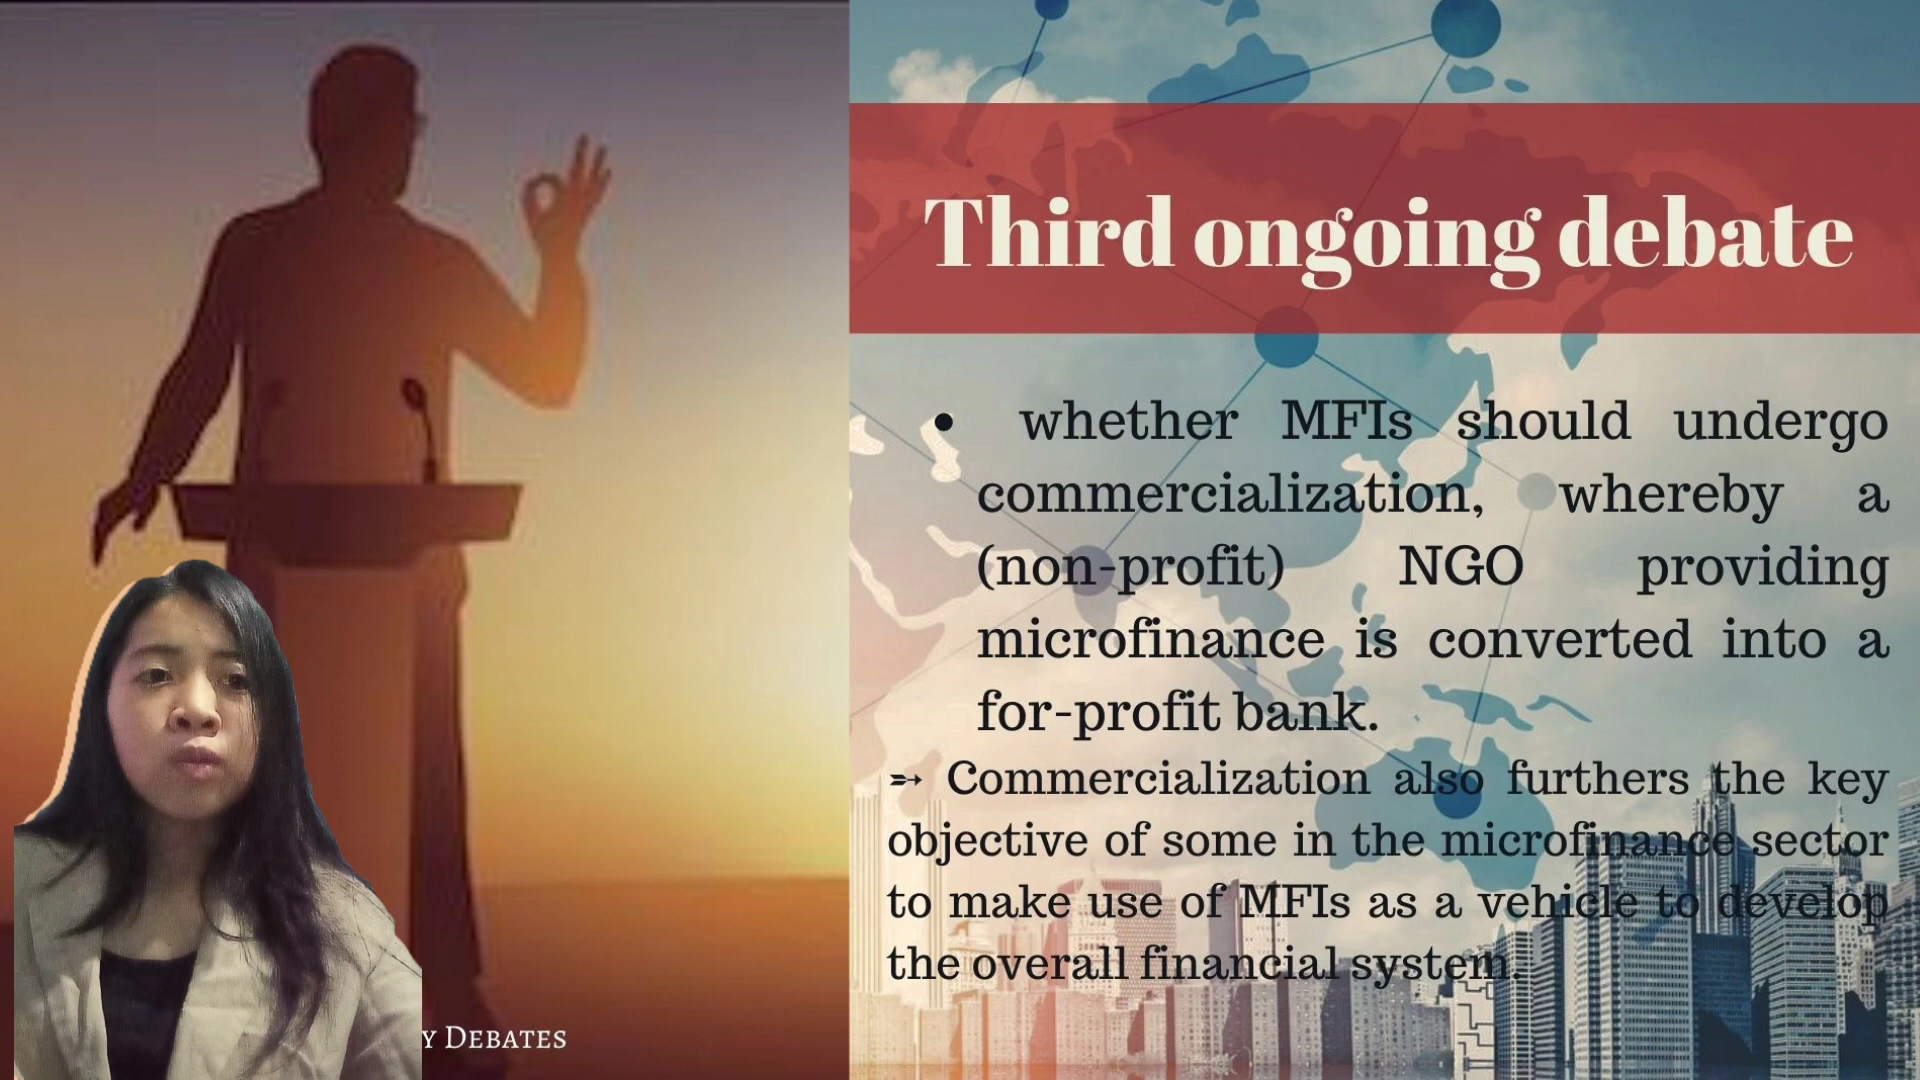 Third ongoing debate
• whether MFIs should undergo
commercialization, whereby a
(non-profit) NGO providing
microfinance is converted into a
for-profit bank.
➵ Commercialization also furthers the key
objective of some in the microfinance sector
to make use of MFIs as a vehicle to develop
the overall financial system.
Debates